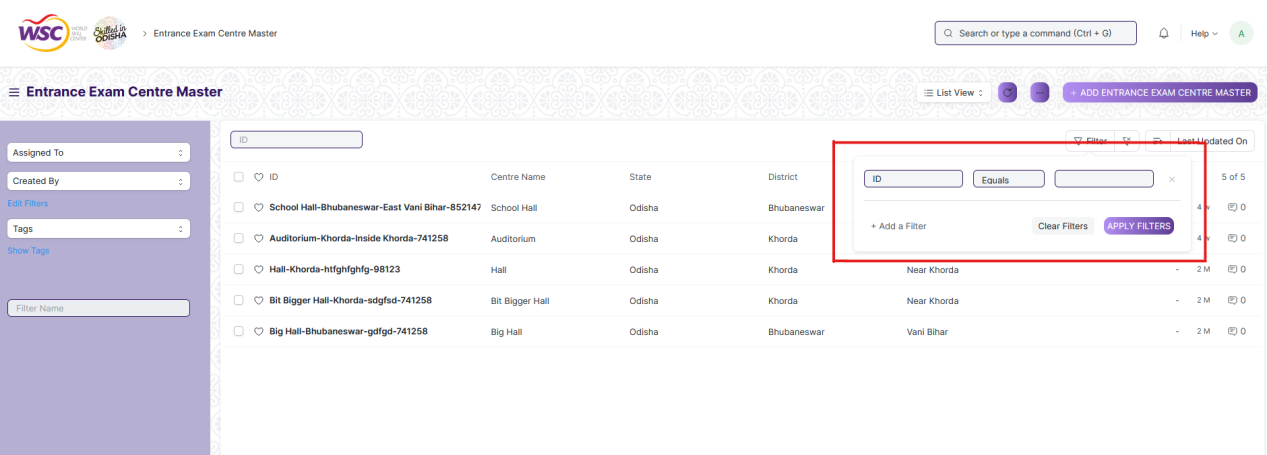 WSC WORLD SKILL CENTER Skilled in ODISHA > Entrance Exam Centre Master
Search or type a command (Ctrl + G)
Help
A
Entrance Exam Centre Master
List View
+ ADD ENTRANCE EXAM CENTRE MASTER
Assigned To
Created By
Edit Filters
Tags
Show Tags
Filter Name
ID
Filter
Last Updated On
ID Centre Name State District 5 of 5
School Hall-Bhubaneswar-East Vani Bihar-852147 School Hall Odisha Bhubaneswar 4 w 0
Auditorium-Khorda-Inside Khorda-741258 Auditorium Odisha Khorda 4 w 0
Hall-Khorda-htfghfghfg-98123 Hall Odisha Khorda Near Khorda - 2 M 0
Bit Bigger Hall-Khorda-sdgfsd-741258 Bit Bigger Hall Odisha Khorda Near Khorda - 2 M 0
Big Hall-Bhubaneswar-gdfgd-741258 Big Hall Odisha Bhubaneswar Vani Bihar - 2 M 0
ID Equals
+ Add a Filter Clear Filters APPLY FILTERS